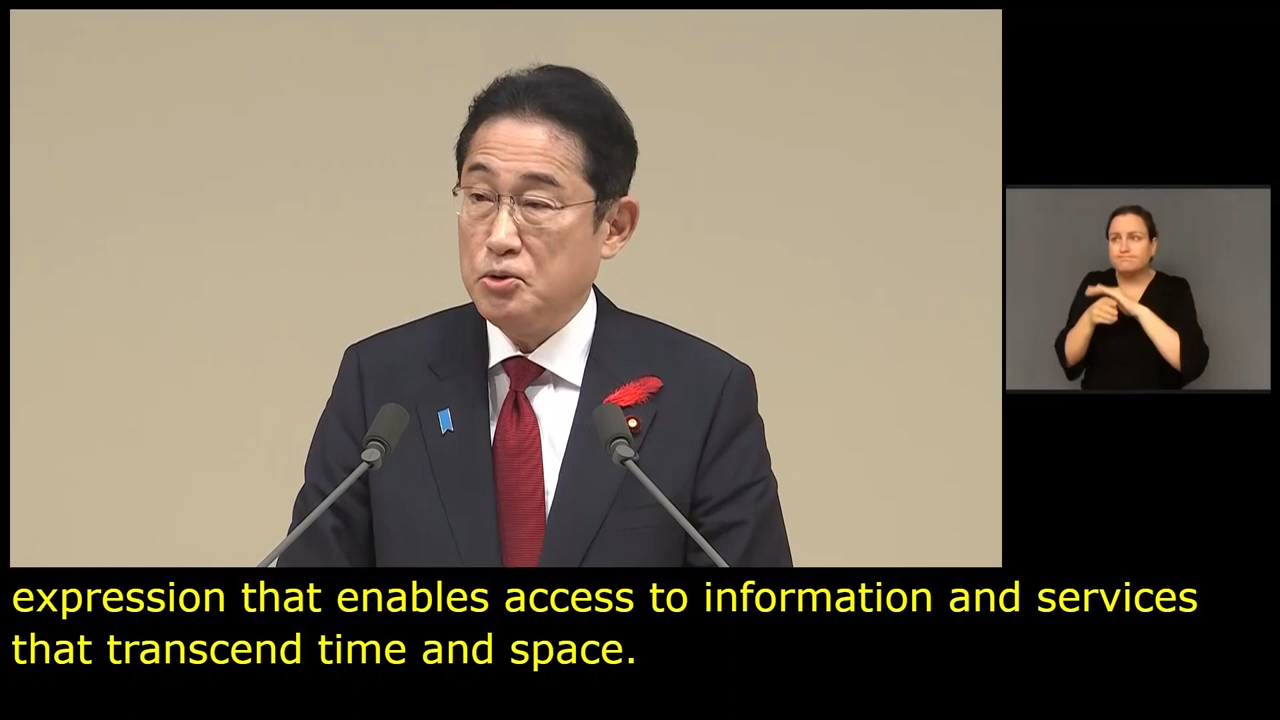 expression that enables access to information and services
that transcend time and space.